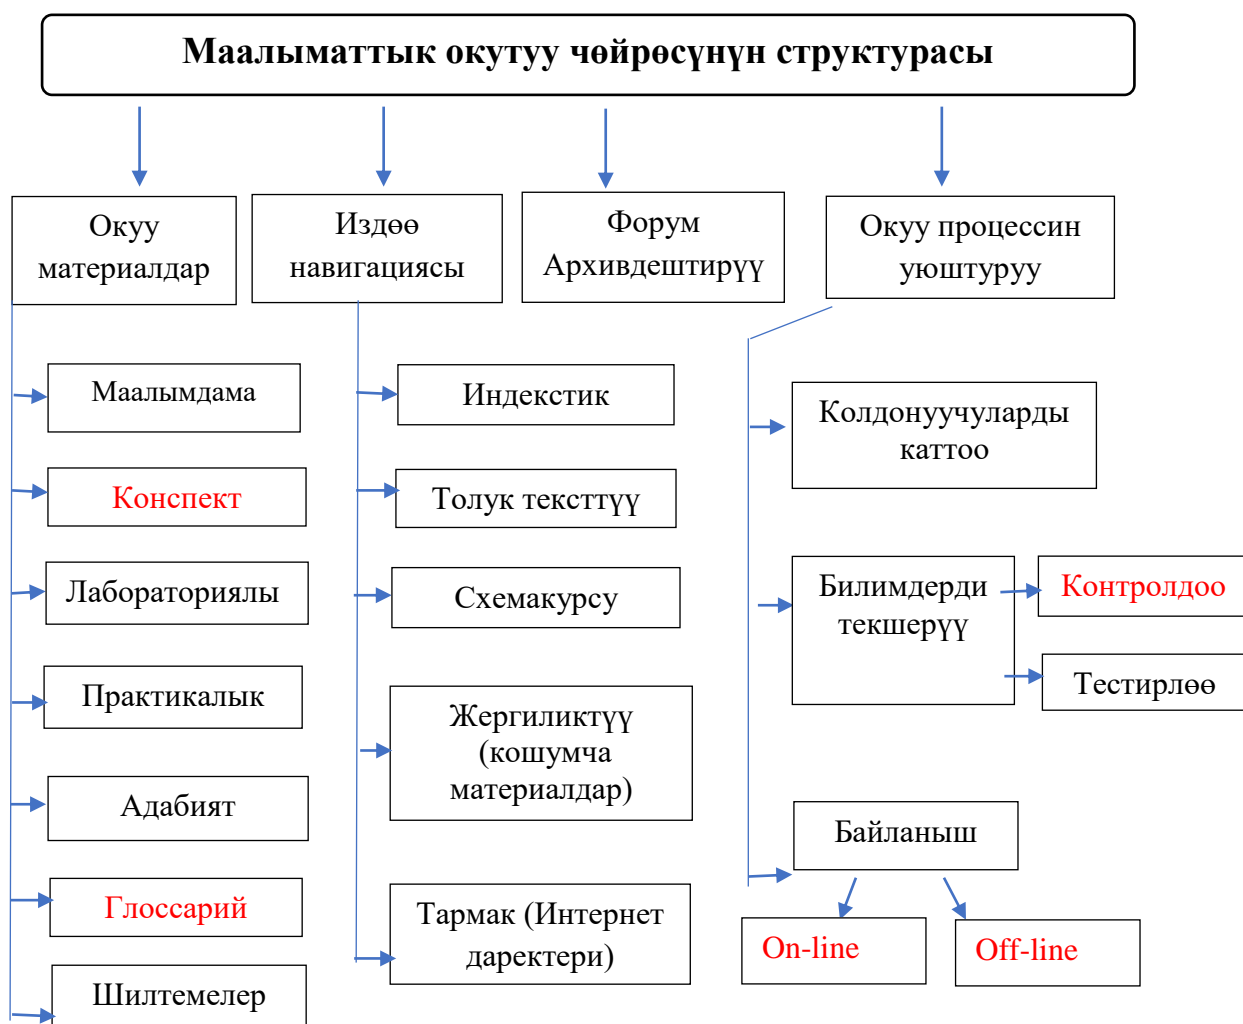 Маалыматтык окутуу чөйрөсүнүн структурасы
Окуу
материалдар
Издөө
навигациясы
Форум
Архивдештирүү
Окуу процессин
уюштуруу
Маалымдама
Конспект
Лабораториялы
Практикалык
Адабият
Глоссарий
Шилтемелер
Индекстик
Толук тексттүү
Схемакурсу
Жергиликтүү
(кошумча
материалдар)
Тармак (Интернет
даректери)
Колдонуучуларды
каттоо
Билимдерди
текшерүү
Контролдоо
Тестирлөө
Байланыш
On-line
Off-line